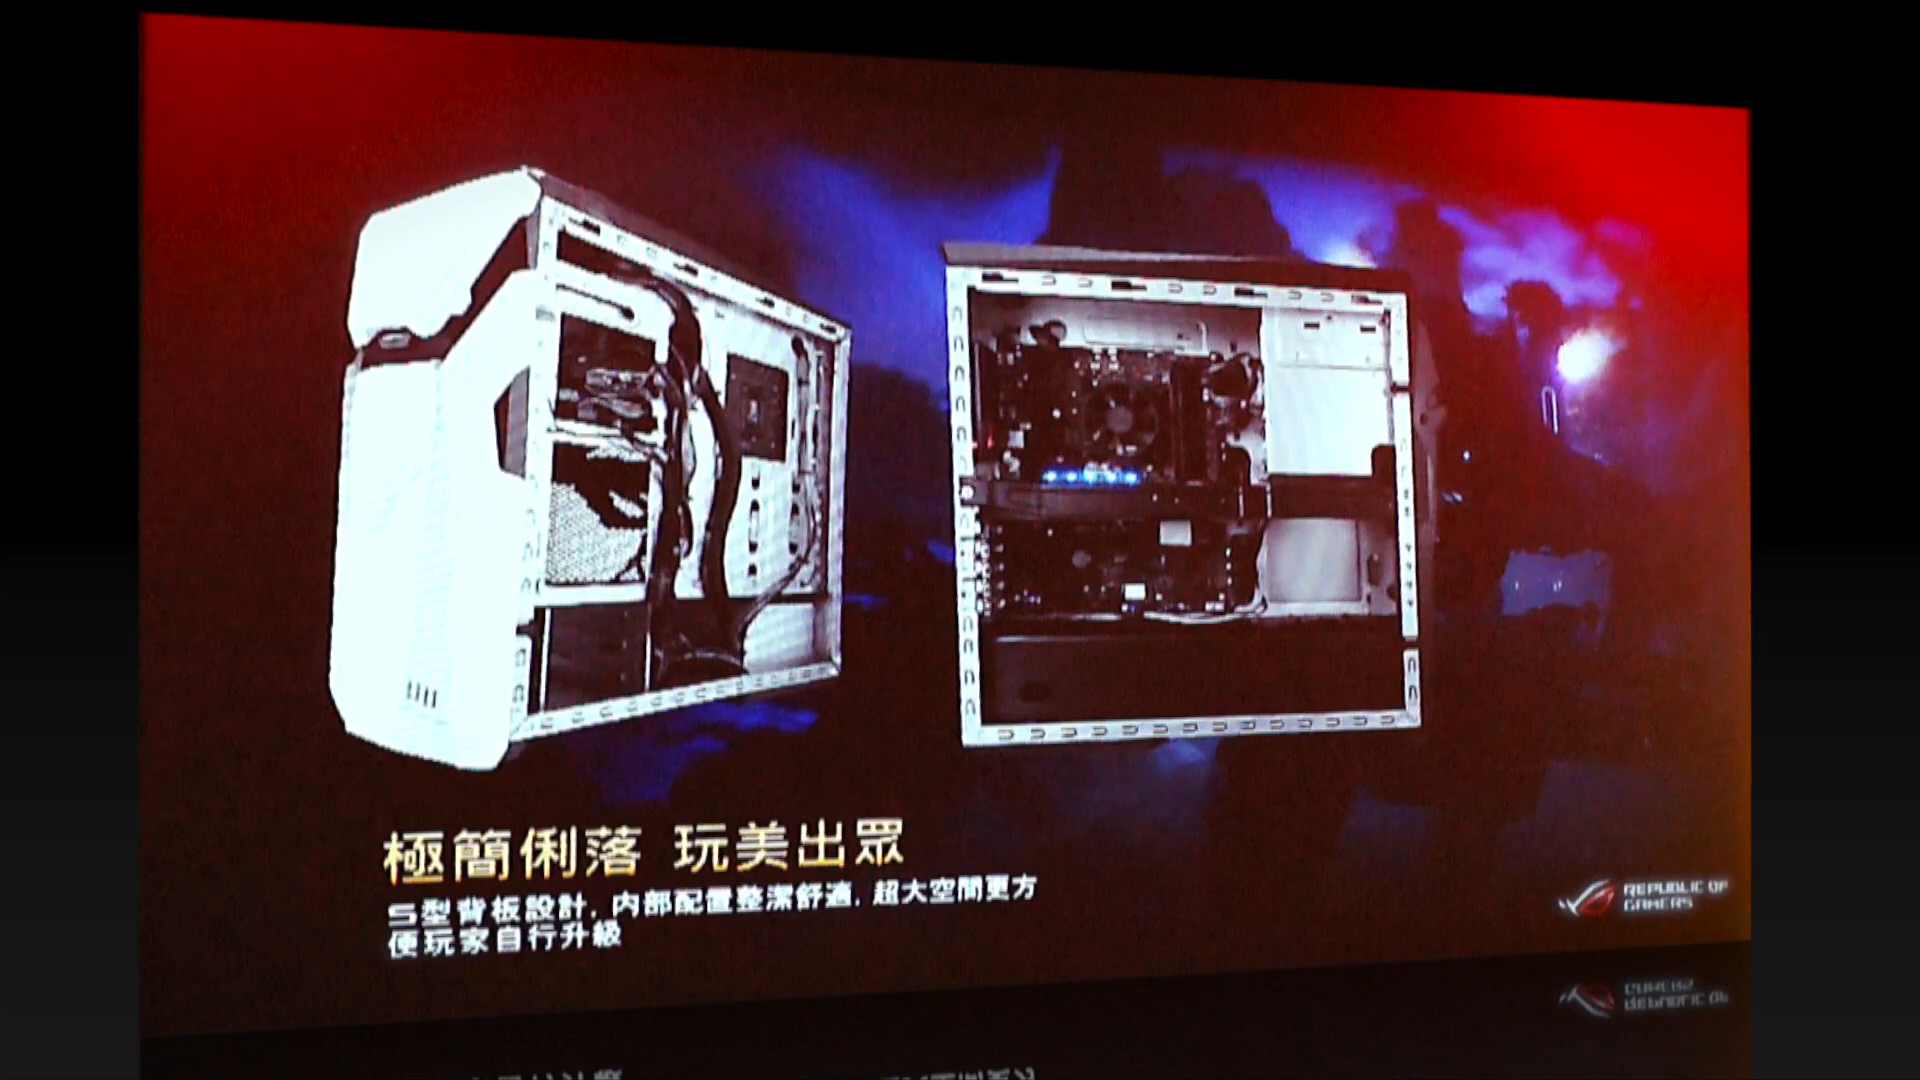 極簡俐落 玩美出眾
S型背板設計, 內部配置整潔舒適, 超大空間更方
便玩家自行升級
REPUBLIC OF
GAMERS